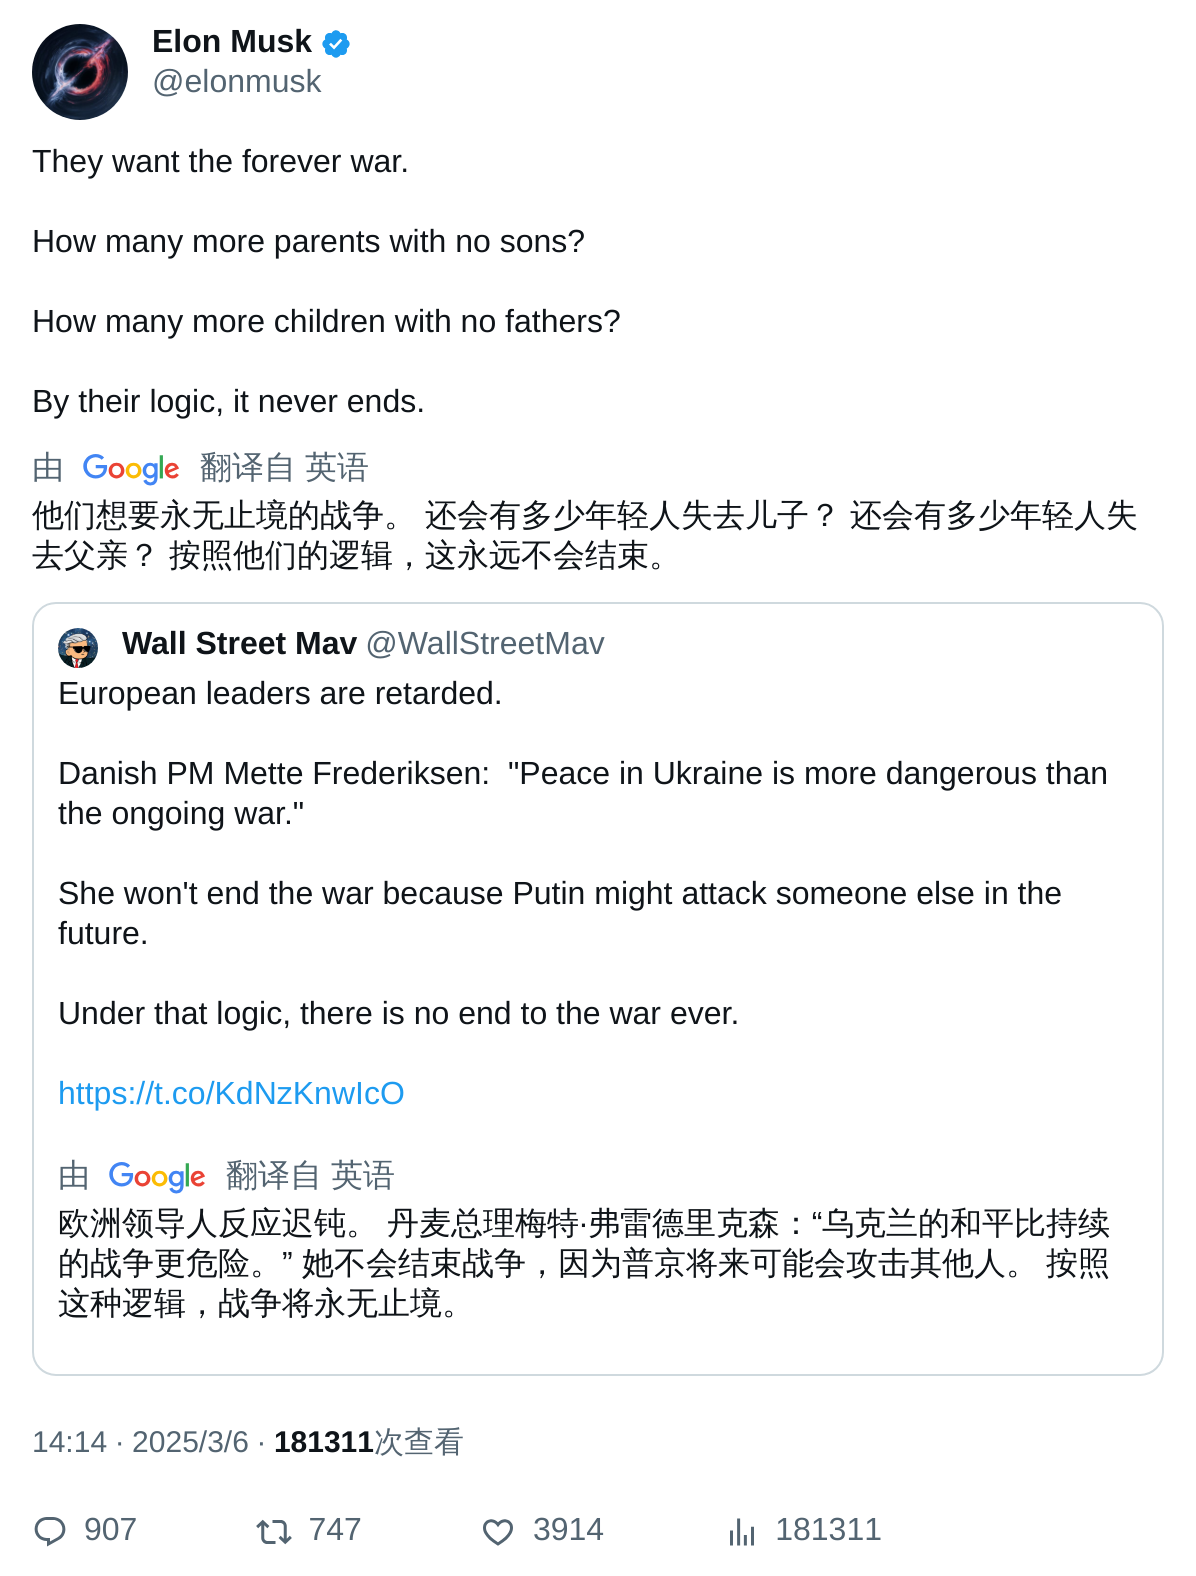 Elon Musk
@elonmusk
They want the forever war.
How many more parents with no sons?
How many more children with no fathers?
By their logic, it never ends.
由 Google 翻译自 英语
他们想要永无止境的战争。 还会有多少年轻人失去儿子？ 还会有多少年轻人失
去父亲？ 按照他们的逻辑，这永远不会结束。
Wall Street Mav @WallStreetMav
European leaders are retarded.
Danish PM Mette Frederiksen:  "Peace in Ukraine is more dangerous than
the ongoing war."
She won't end the war because Putin might attack someone else in the
future.
Under that logic, there is no end to the war ever.
https://t.co/KdNzKnwIcO
由 Google 翻译自 英语
欧洲领导人反应迟钝。 丹麦总理梅特·弗雷德里克森：“乌克兰的和平比持续
的战争更危险。” 她不会结束战争，因为普京将来可能会攻击其他人。 按照
这种逻辑，战争将永无止境。
14:14 · 2025/3/6 · 181311次查看
907 747 3914 181311